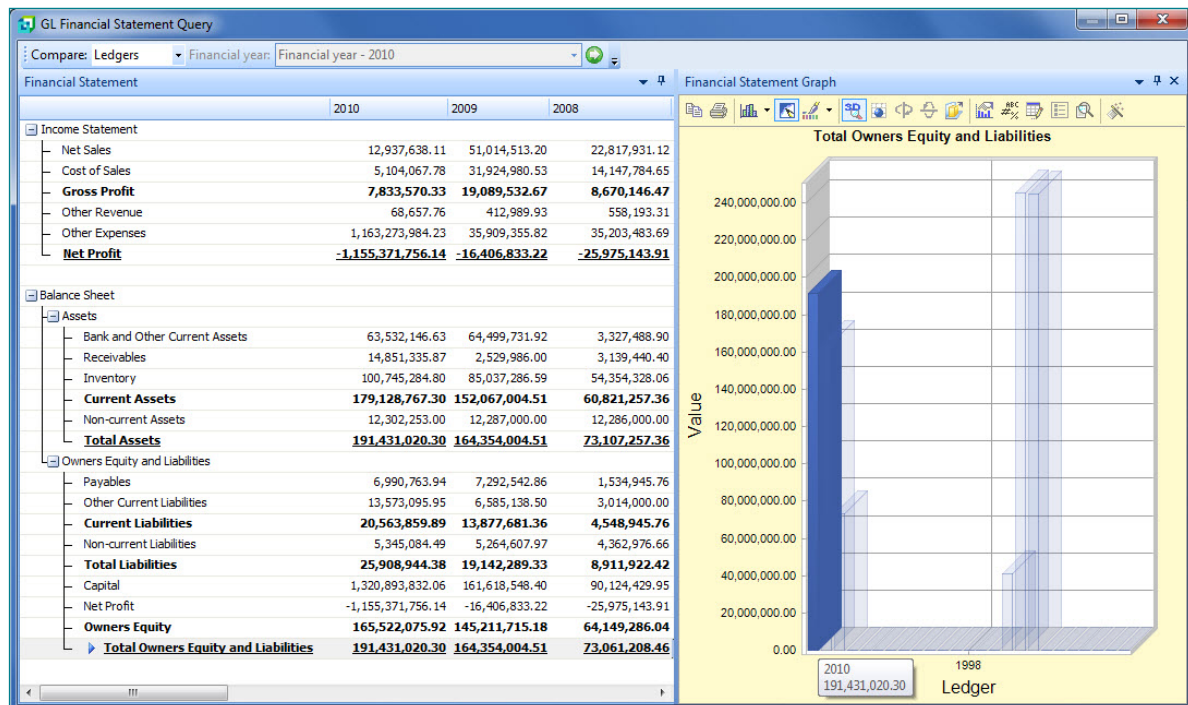 GL Financial Statement Query
Compare: Ledgers Financial year: Financial year - 2010
Financial Statement
2010 2009 2008
Income Statement
Net Sales 12,937,638.11 51,014,513.20 22,817,931.12
Cost of Sales 5,104,067.78 31,924,980.53 14,147,784.65
Gross Profit 7,833,570.33 19,089,532.67 8,670,146.47
Other Revenue 68,657.76 412,989.93 558,193.31
Other Expenses 1,163,273,984.23 35,909,355.82 35,203,483.69
Net Profit -1,155,371,756.14 -16,406,833.22 -25,975,143.91
Balance Sheet
Assets
Bank and Other Current Assets 63,532,146.63 64,499,731.92 3,327,488.90
Receivables 14,851,335.87 2,529,986.00 3,139,440.40
Inventory 100,745,284.80 85,037,286.59 54,354,328.06
Current Assets 179,128,767.30 152,067,004.51 60,821,257.36
Non-current Assets 12,302,253.00 12,287,000.00 12,286,000.00
Total Assets 191,431,020.30 164,354,004.51 73,107,257.36
Owners Equity and Liabilities
Payables 6,990,763.94 7,292,542.86 1,534,945.76
Other Current Liabilities 13,573,095.95 6,585,138.50 3,014,000.00
Current Liabilities 20,563,859.89 13,877,681.36 4,548,945.76
Non-current Liabilities 5,345,084.49 5,264,607.97 4,362,976.66
Total Liabilities 25,908,944.38 19,142,289.33 8,911,922.42
Capital 1,320,893,832.06 161,618,548.40 90,124,429.95
Net Profit -1,155,371,756.14 -16,406,833.22 -25,975,143.91
Owners Equity 165,522,075.92 145,211,715.18 64,149,286.04
Total Owners Equity and Liabilities 191,431,020.30 164,354,004.51 73,061,208.46
Financial Statement Graph
3D ABC
Total Owners Equity and Liabilities
Value
240,000,000.00
220,000,000.00
200,000,000.00
180,000,000.00
160,000,000.00
140,000,000.00
120,000,000.00
100,000,000.00
80,000,000.00
60,000,000.00
40,000,000.00
20,000,000.00
0.00
1998
2010
191,431,020.30
Ledger